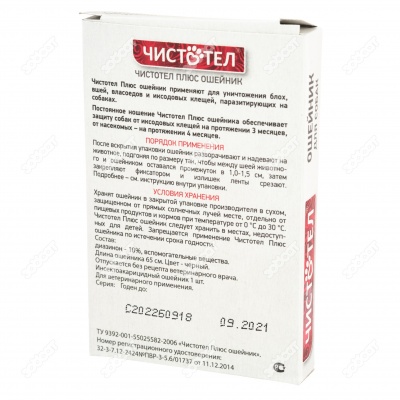 ЧИСТОТЕЛ
ЧИСТОТЕЛ ПЛЮС ОШЕЙНИК
Чистотел Плюс ошейник применяют для уничтожения блох,
вшей, власоедов и иксодовых клещей, паразитирующих на
собаках.
Постоянное ношение Чистотел Плюс ошейника обеспечивает
защиту собак от иксодовых клещей на протяжении 3 месяцев,
от насекомых – на протяжении 4 месяцев.
ПОРЯДОК ПРИМЕНЕНИЯ
После вскрытия упаковки ошейник разворачивают и надевают на
животное, подгоняя по размеру так, чтобы между шеей животно-
го и ошейником оставался промежуток в 1,0-1,5 см, затем
закрепляют фиксатором и излишек ленты срезают.
Подробнее – см. инструкцию внутри упаковки.
УСЛОВИЯ ХРАНЕНИЯ
Хранят ошейник в закрытой упаковке производителя в сухом,
защищенном от прямых солнечных лучей месте, отдельно от
пищевых продуктов и кормов при температуре от 0 °С до 30 °С.
Чистотел Плюс ошейник следует хранить в местах, недоступ-
ных для детей. Запрещается применение Чистотел Плюс
ошейника по истечении срока годности.
Состав:
диазинон - 10%, вспомогательные вещества.
Длина ошейника 65 см. Цвет - черный.
Отпускается без рецепта ветеринарного врача.
Инсектоакарицидный ошейник 1 шт.
Для ветеринарного применения.
Серия: Годен до:
C202260918 09.2021
ТУ 9392-001-55025582-2006 «Чистотел Плюс ошейник».
Номер регистрационного удостоверения:
32-3-7.12-2424№ПВР-3-5.6/01737 от 11.12.2014
ЧИСТОТЕЛ
ОШЕЙНИК
ДЛЯ СОБАК